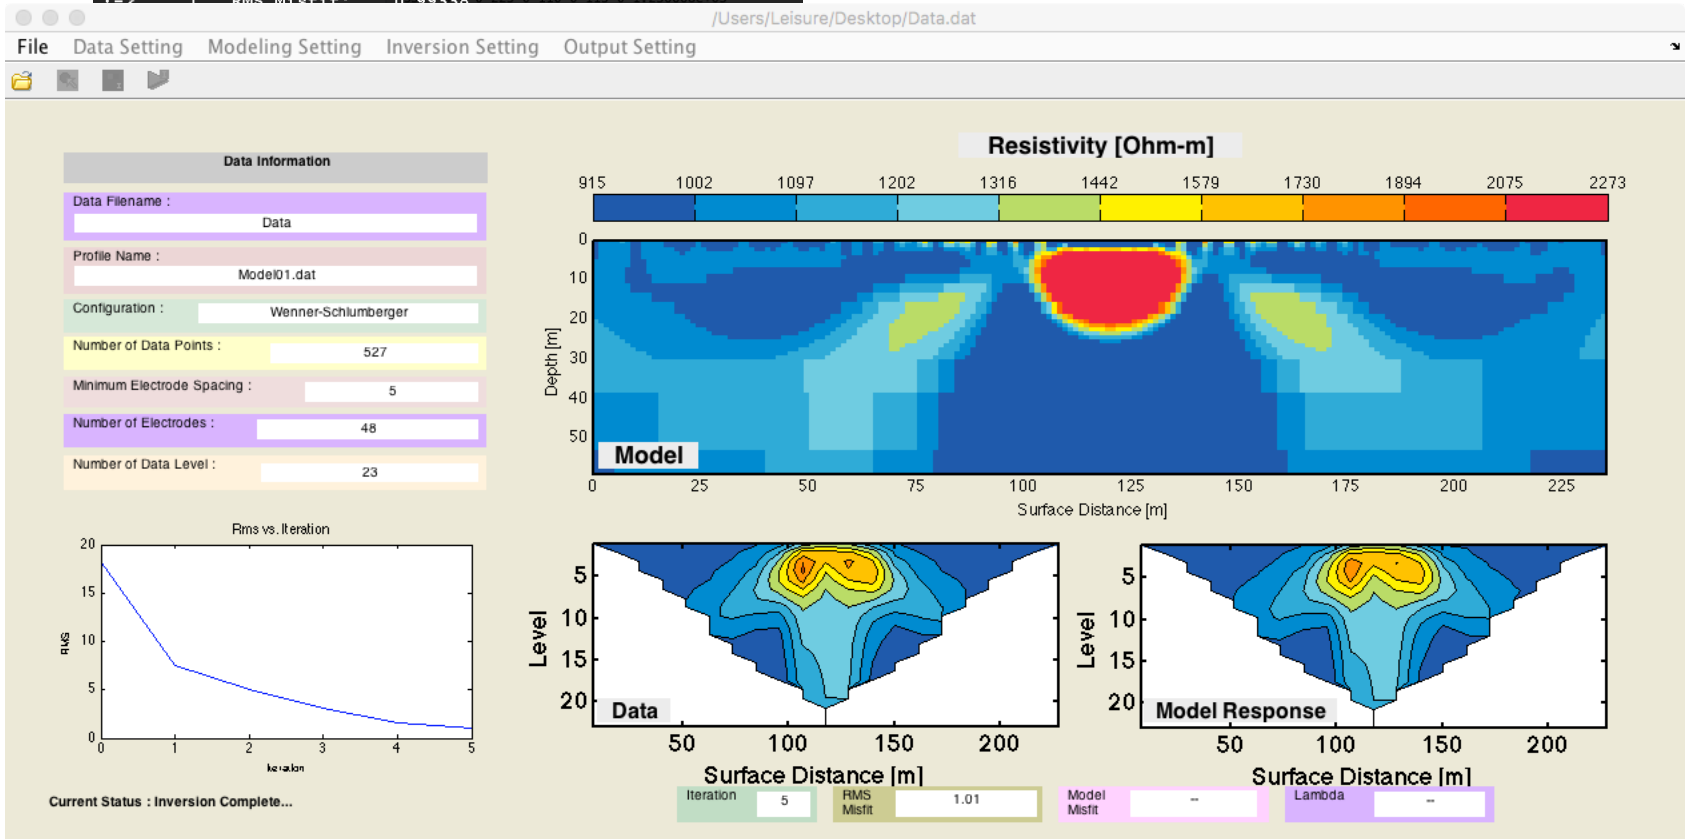 /Users/Leisure/Desktop/Data.dat
File Data Setting Modeling Setting Inversion Setting Output Setting
Data Information
Data Filename :
Data
Profile Name :
Model01.dat
Configuration : Wenner-Schlumberger
Number of Data Points : 527
Minimum Electrode Spacing : 5
Number of Electrodes : 48
Number of Data Level : 23
Rms vs. Iteration
20
15
10
5
0
RMS
0 1 2 3 4 5
Iteration
Current Status : Inversion Complete...
Resistivity [Ohm-m]
915 1002 1097 1202 1316 1442 1579 1730 1894 2075 2273
0
10
20
30
40
50
Depth [m]
Model
0 25 50 75 100 125 150 175 200 225
Surface Distance [m]
5
10
15
20
Level
Data
50 100 150 200
Surface Distance [m]
5
10
15
20
Level
Model Response
50 100 150 200
Surface Distance [m]
Iteration 5
RMS Misfit 1.01
Model Misfit --
Lambda --